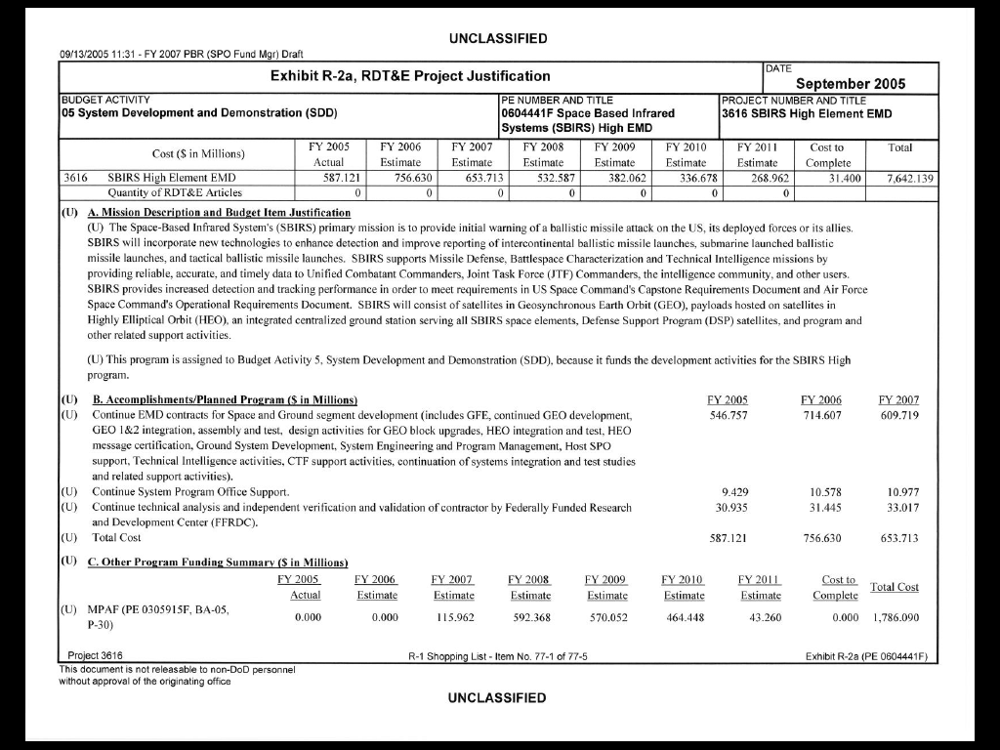 UNCLASSIFIED
09/13/2005 11:31 - FY 2007 PBR (SPO Fund Mgr) Draft
Exhibit R-2a, RDT&E Project Justification
DATE
September 2005
BUDGET ACTIVITY
05 System Development and Demonstration (SDD)
PE NUMBER AND TITLE
0604441F Space Based Infrared
Systems (SBIRS) High EMD
PROJECT NUMBER AND TITLE
3616 SBIRS High Element EMD
Cost ($ in Millions) FY 2005 Actual FY 2006 Estimate FY 2007 Estimate FY 2008 Estimate FY 2009 Estimate FY 2010 Estimate FY 2011 Estimate Cost to Complete Total
3616 SBIRS High Element EMD 587.121 756.630 653.713 532.587 382.062 336.678 268.962 31.400 7,642.139
Quantity of RDT&E Articles 0 0 0 0 0 0 0
(U) A. Mission Description and Budget Item Justification
(U) The Space-Based Infrared System's (SBIRS) primary mission is to provide initial warning of a ballistic missile attack on the US, its deployed forces or its allies.
SBIRS will incorporate new technologies to enhance detection and improve reporting of intercontinental ballistic missile launches, submarine launched ballistic
missile launches, and tactical ballistic missile launches. SBIRS supports Missile Defense, Battlespace Characterization and Technical Intelligence missions by
providing reliable, accurate, and timely data to Unified Combatant Commanders, Joint Task Force (JTF) Commanders, the intelligence community, and other users.
SBIRS provides increased detection and tracking performance in order to meet requirements in US Space Command's Capstone Requirements Document and Air Force
Space Command's Operational Requirements Document. SBIRS will consist of satellites in Geosynchronous Earth Orbit (GEO), payloads hosted on satellites in
Highly Elliptical Orbit (HEO), an integrated centralized ground station serving all SBIRS space elements, Defense Support Program (DSP) satellites, and program and
other related support activities.
(U) This program is assigned to Budget Activity 5, System Development and Demonstration (SDD), because it funds the development activities for the SBIRS High
program.
(U) B. Accomplishments/Planned Program ($ in Millions) FY 2005 FY 2006 FY 2007
(U) Continue EMD contracts for Space and Ground segment development (includes GFE, continued GEO development, 546.757 714.607 609.719
GEO 1&2 integration, assembly and test, design activities for GEO block upgrades, HEO integration and test, HEO
message certification, Ground System Development, System Engineering and Program Management, Host SPO
support, Technical Intelligence activities, CTF support activities, continuation of systems integration and test studies
and related support activities).
(U) Continue System Program Office Support. 9.429 10.578 10.977
(U) Continue technical analysis and independent verification and validation of contractor by Federally Funded Research 30.935 31.445 33.017
and Development Center (FFRDC).
(U) Total Cost 587.121 756.630 653.713
(U) C. Other Program Funding Summary ($ in Millions)
FY 2005 FY 2006 FY 2007 FY 2008 FY 2009 FY 2010 FY 2011 Cost to Total Cost
Actual Estimate Estimate Estimate Estimate Estimate Estimate Complete
(U) MPAF (PE 0305915F, BA-05, 0.000 0.000 115.962 592.368 570.052 464.448 43.260 0.000 1,786.090
P-30)
Project 3616
R-1 Shopping List - Item No. 77-1 of 77-5
Exhibit R-2a (PE 0604441F)
This document is not releasable to non-DoD personnel
without approval of the originating office
UNCLASSIFIED